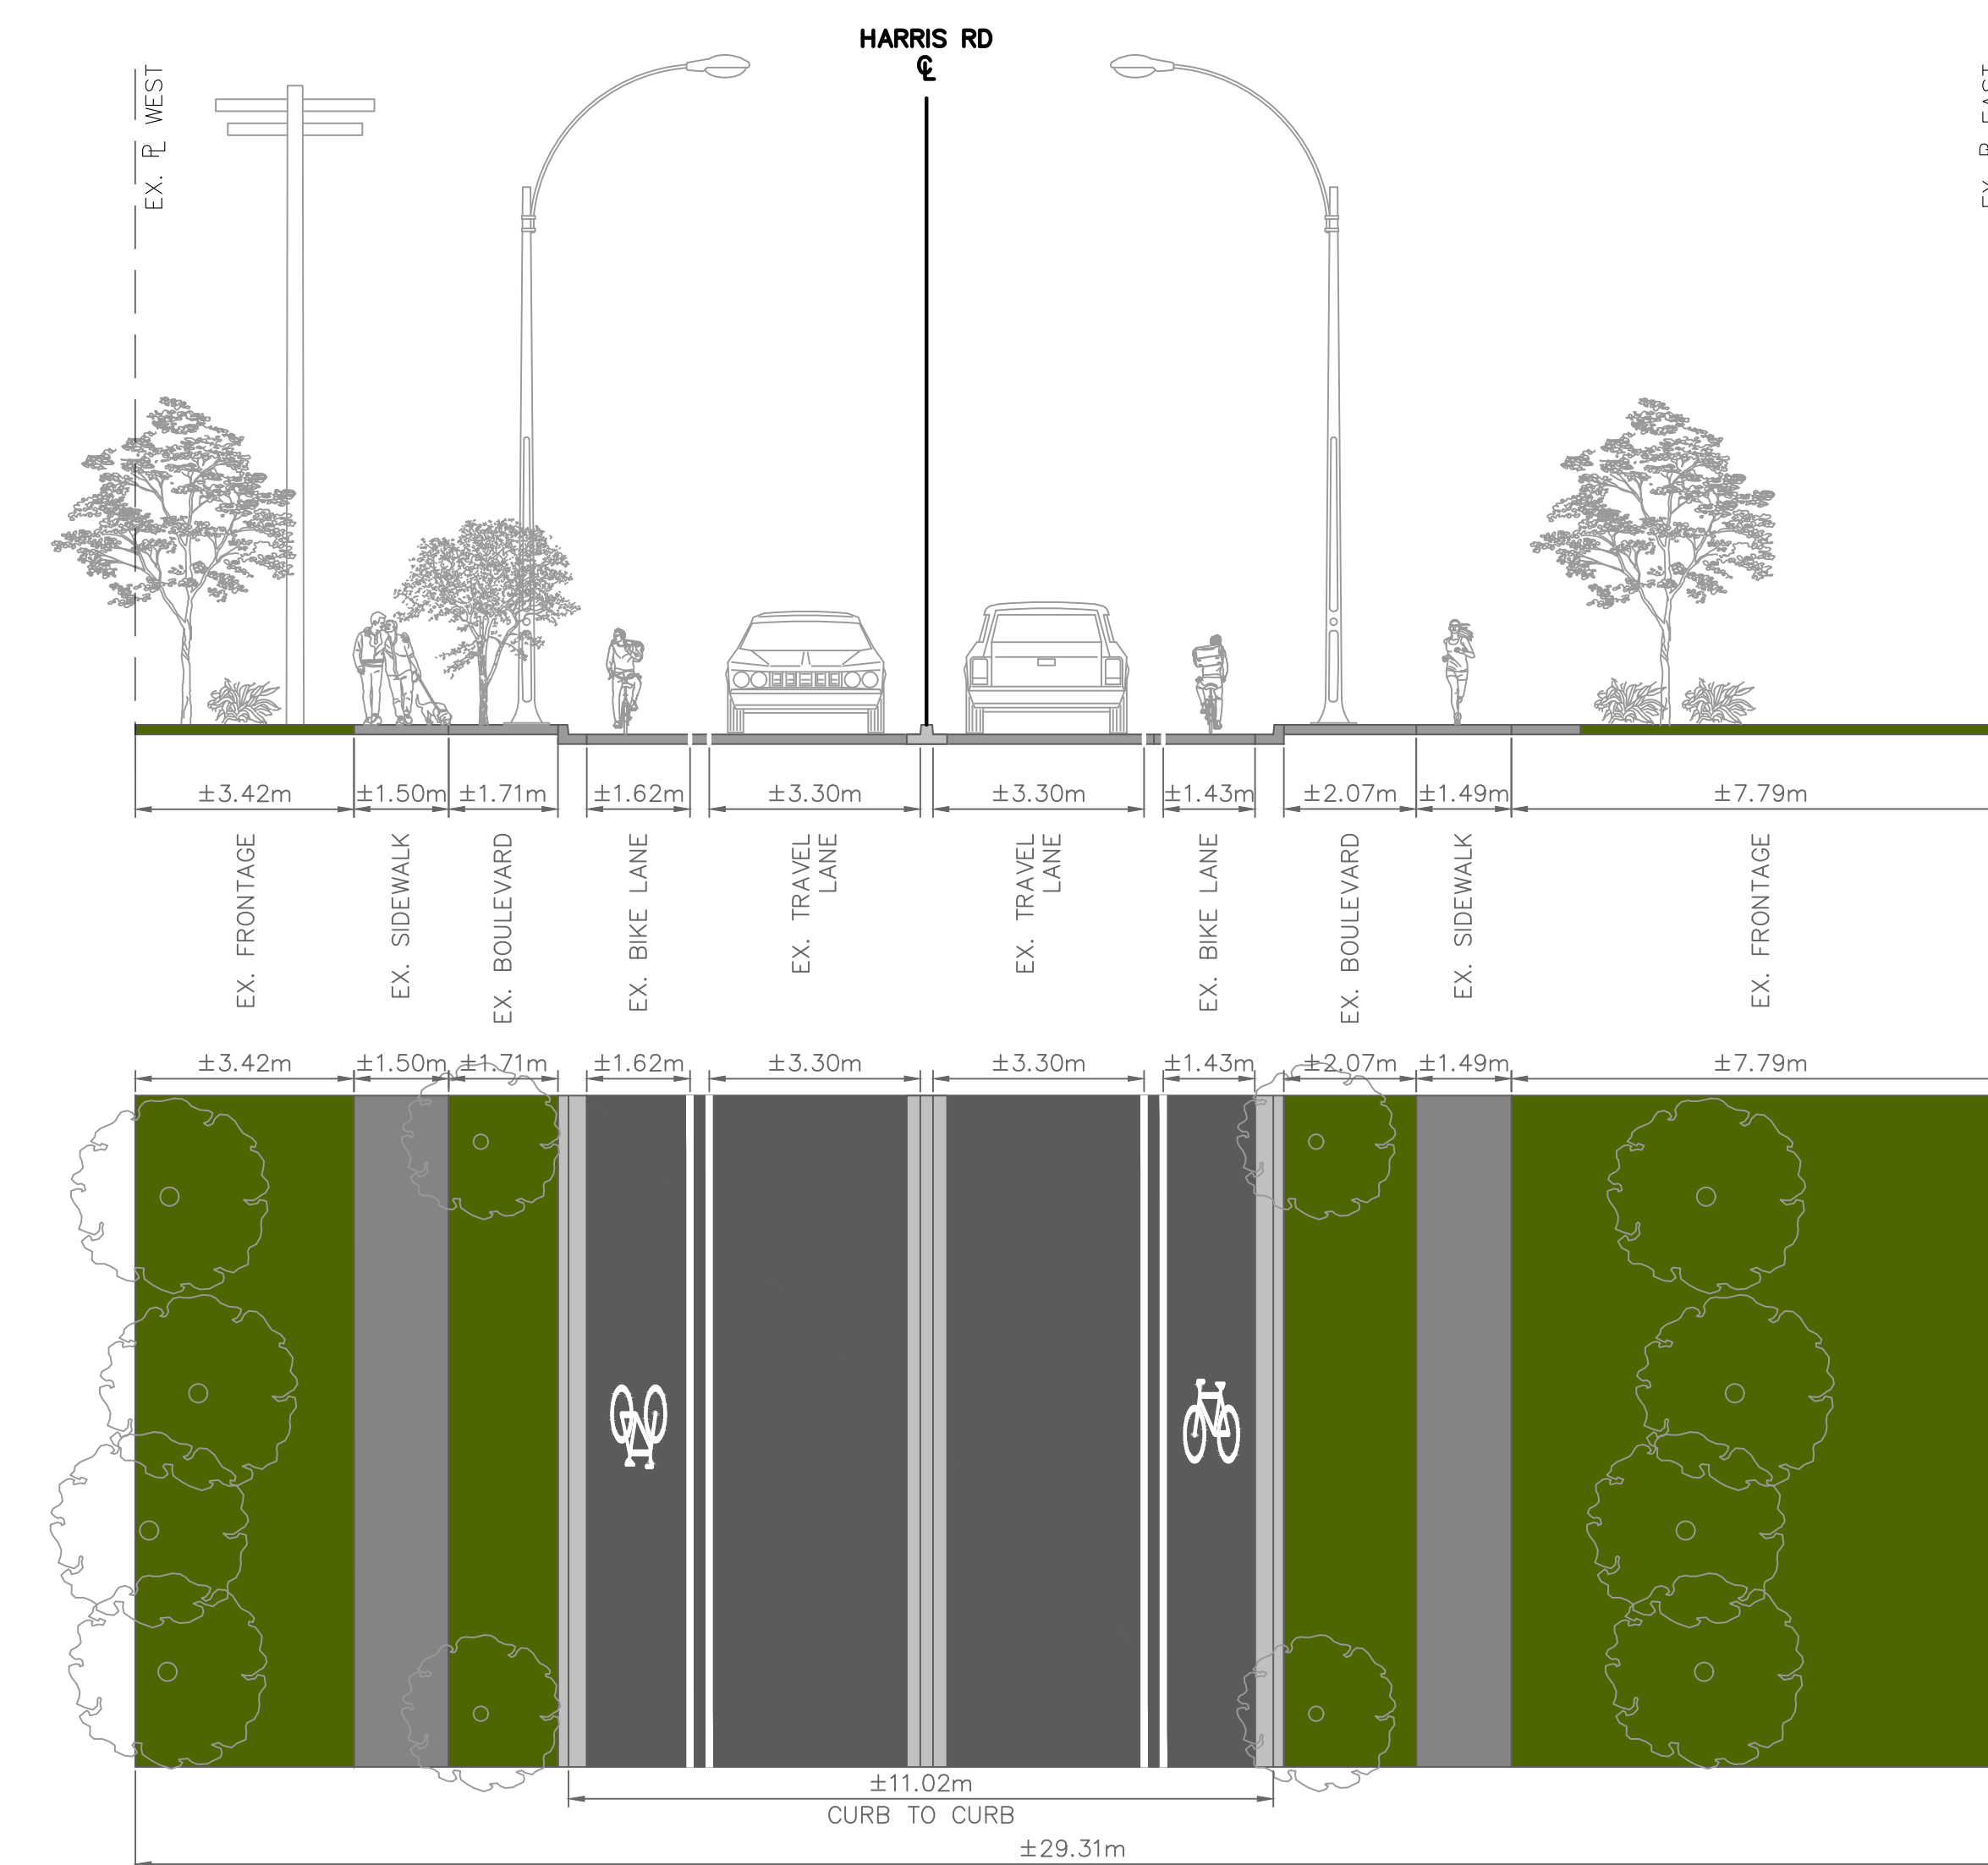 HARRIS RD
℄
EX. PL WEST
±3.42m
±1.50m
±1.71m
±1.62m
±3.30m
±3.30m
±1.43m
±2.07m
±1.49m
±7.79m
EX. FRONTAGE
EX. SIDEWALK
EX. BOULEVARD
EX. BIKE LANE
EX. TRAVEL
LANE
EX. TRAVEL
LANE
EX. BIKE LANE
EX. BOULEVARD
EX. SIDEWALK
EX. FRONTAGE
±3.42m
±1.50m
±1.71m
±1.62m
±3.30m
±3.30m
±1.43m
±2.07m
±1.49m
±7.79m
±11.02m
CURB TO CURB
±29.31m